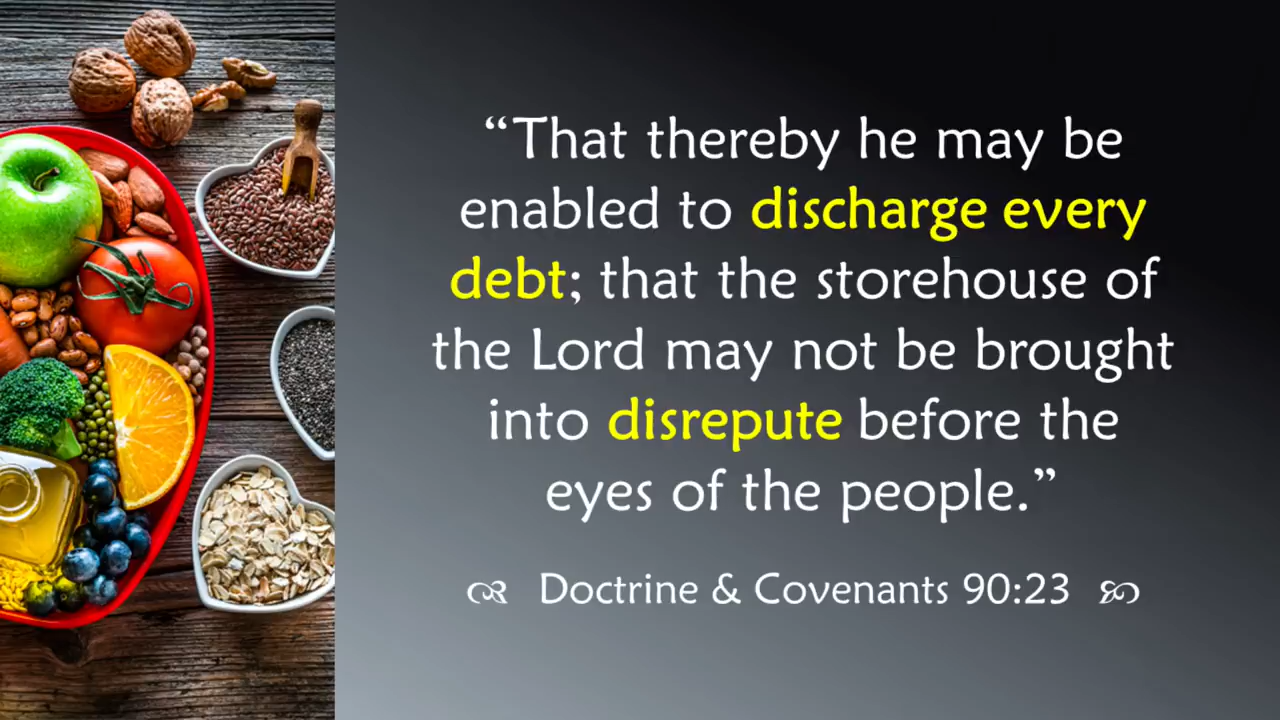 “That thereby he may be
enabled to discharge every
debt; that the storehouse of
the Lord may not be brought
into disrepute before the
eyes of the people.”
Doctrine & Covenants 90:23